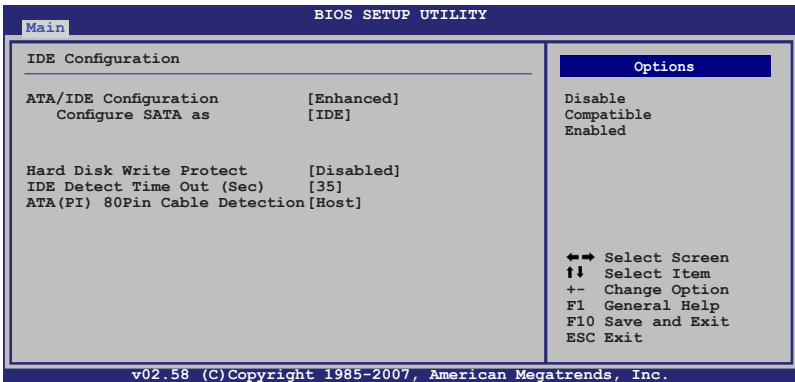 BIOS SETUP UTILITY
Main
IDE Configuration
ATA/IDE Configuration [Enhanced]
Configure SATA as [IDE]
Hard Disk Write Protect [Disabled]
IDE Detect Time Out (Sec) [35]
ATA(PI) 80Pin Cable Detection [Host]
Options
Disable
Compatible
Enabled
←→ Select Screen
↑↓ Select Item
+- Change Option
F1 General Help
F10 Save and Exit
ESC Exit
v02.58 (C)Copyright 1985-2007, American Megatrends, Inc.